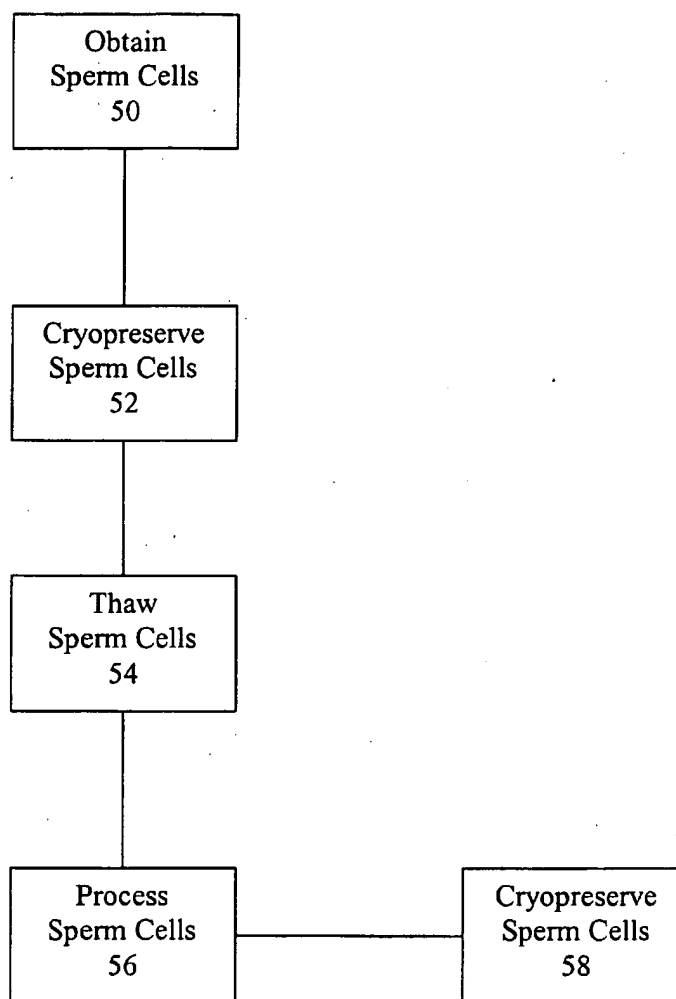 Obtain
Sperm Cells
50
Cryopreserve
Sperm Cells
52
Thaw
Sperm Cells
54
Process
Sperm Cells
56
Cryopreserve
Sperm Cells
58